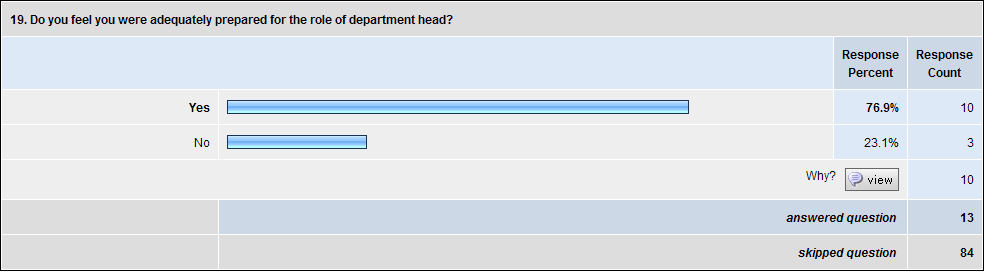 19. Do you feel you were adequately prepared for the role of department head?
Response Percent
Response Count
Yes 76.9% 10
No 23.1% 3
Why? view 10
answered question 13
skipped question 84